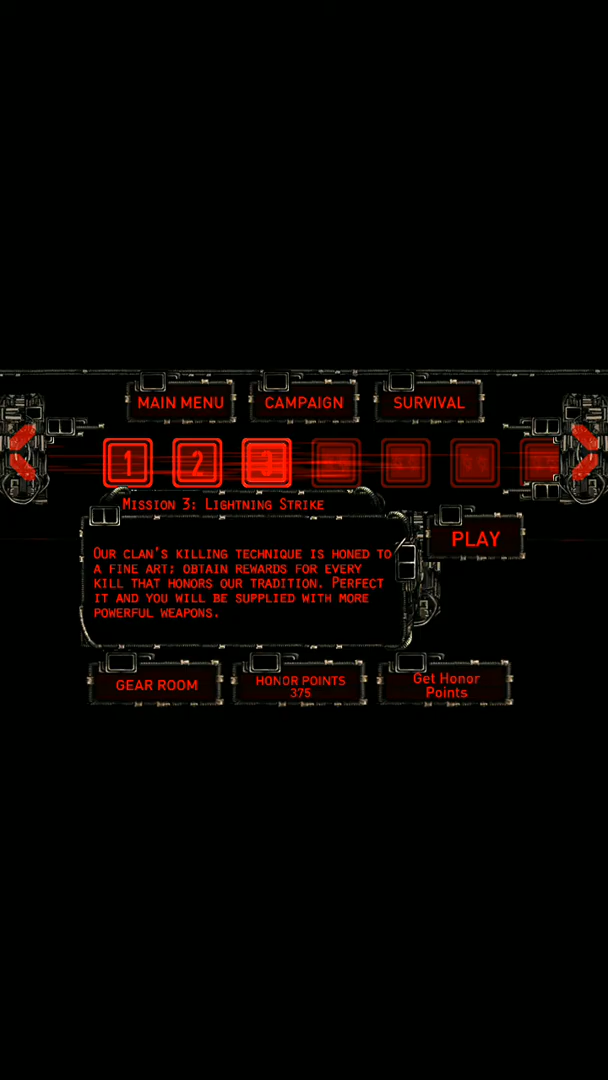 MAIN MENU
CAMPAIGN
SURVIVAL
1
2
3
Mission 3: Lightning Strike
Our clan's killing technique is honed to
a fine art; obtain rewards for every
kill that honors our tradition. Perfect
it and you will be supplied with more
powerful weapons.
PLAY
GEAR ROOM
HONOR POINTS
375
Get Honor
Points